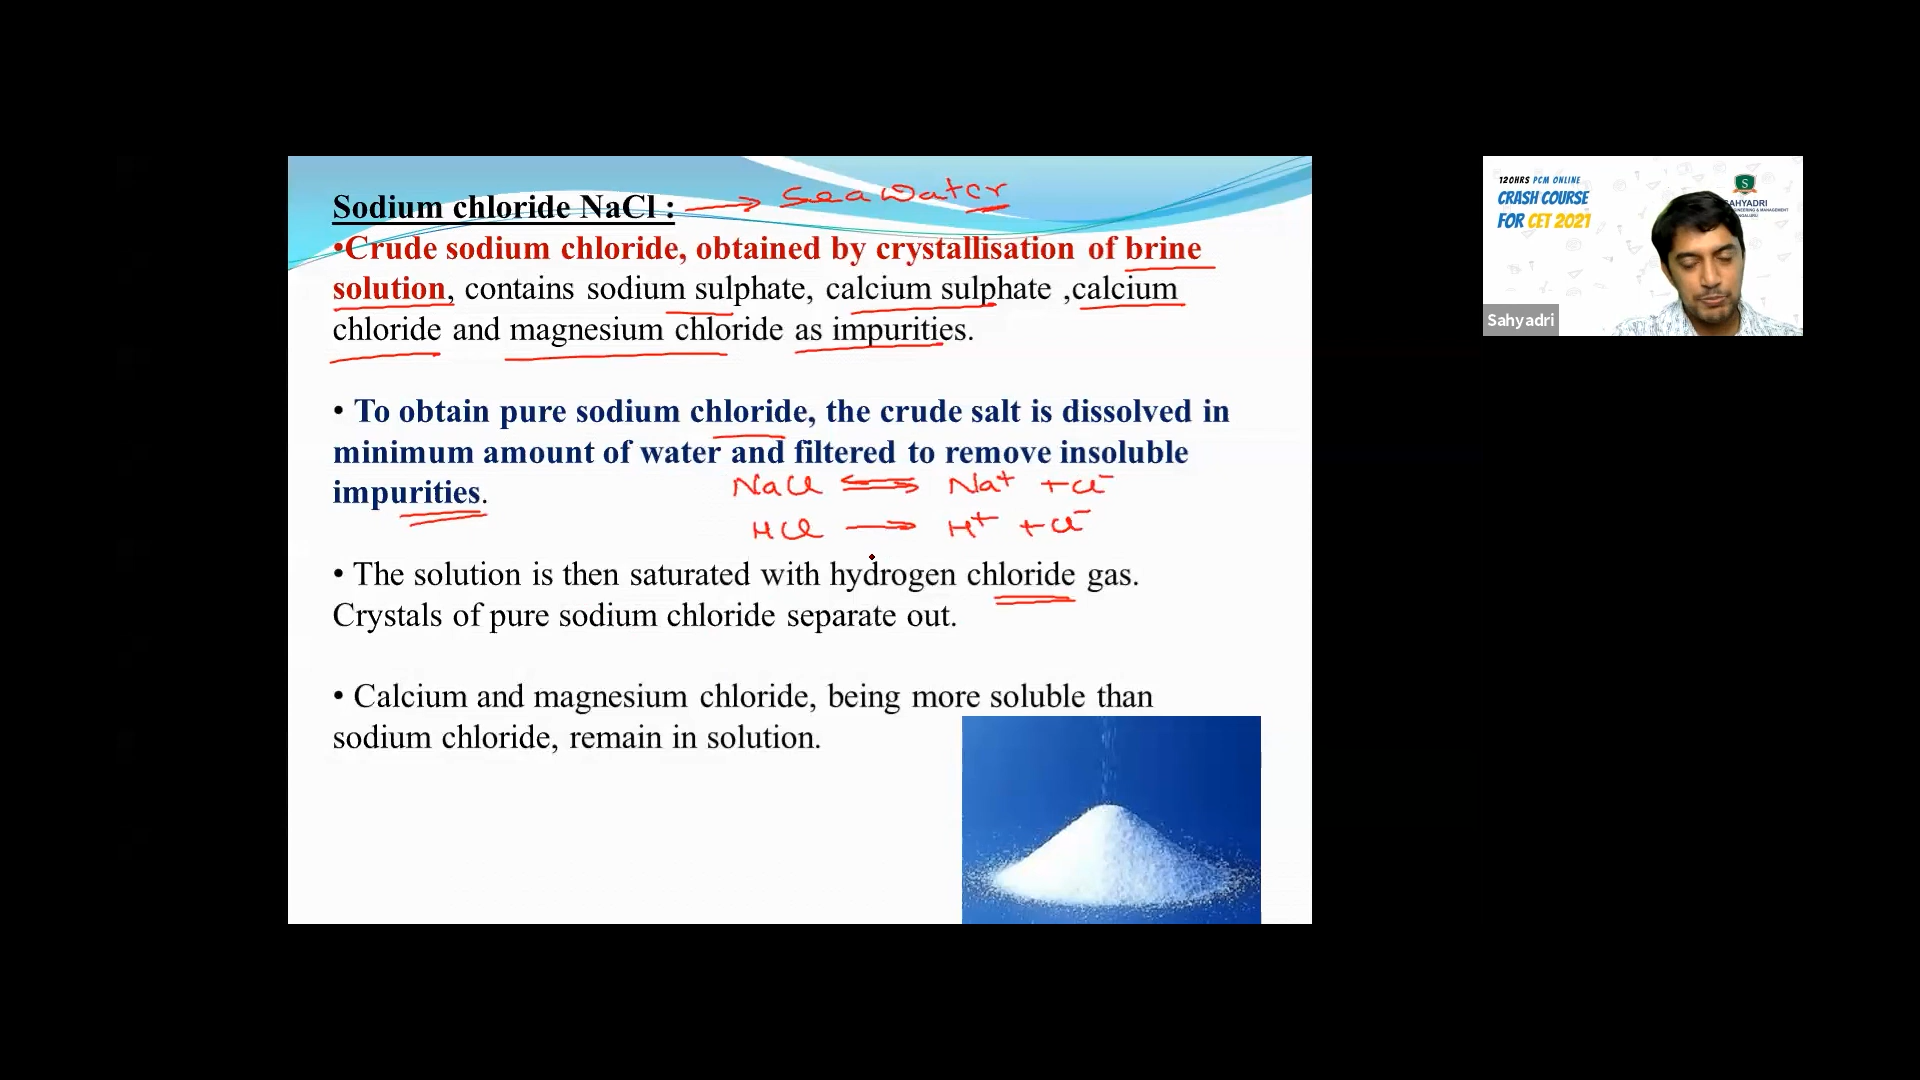 Sodium chloride NaCl : → Sea water
•Crude sodium chloride, obtained by crystallisation of brine
solution, contains sodium sulphate, calcium sulphate ,calcium
chloride and magnesium chloride as impurities.
• To obtain pure sodium chloride, the crude salt is dissolved in
minimum amount of water and filtered to remove insoluble
impurities.
NaCl ⇌ Na⁺ + Cl⁻
HCl → H⁺ + Cl⁻
• The solution is then saturated with hydrogen chloride gas.
Crystals of pure sodium chloride separate out.
• Calcium and magnesium chloride, being more soluble than
sodium chloride, remain in solution.
120HRS PCM ONLINE
CRASH COURSE
FOR CET 2021
S
SAHYADRI
Sahyadri